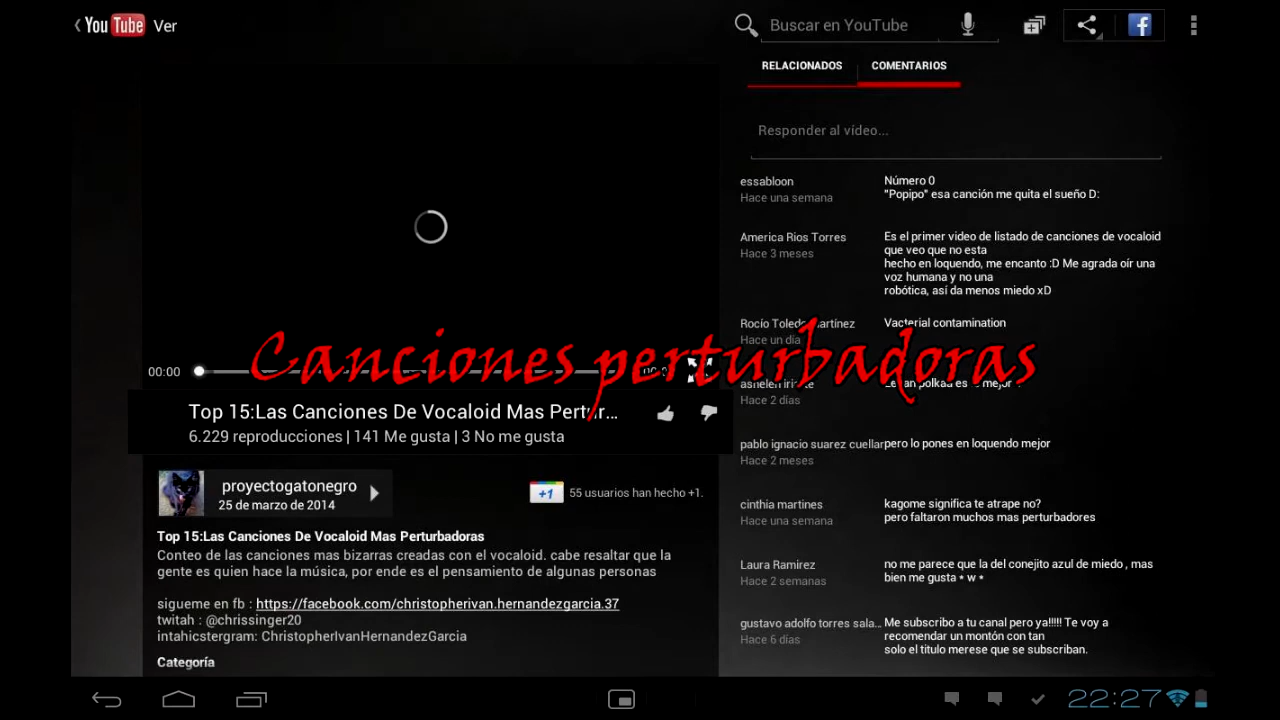 YouTube Ver
Buscar en YouTube
RELACIONADOS
COMENTARIOS
Responder al vídeo...
essabloon
Hace una semana
Número 0
"Popipo" esa canción me quita el sueño D:
America Rios Torres
Hace 3 meses
Es el primer video de listado de canciones de vocaloid
que veo que no esta
hecho en loquendo, me encanto :D Me agrada oír una
voz humana y no una
robótica, así da menos miedo xD
Rocío Toledo Martínez
Hace un día
Vacterial contamination
Canciones perturbadoras
00:00
Hace 2 días
Top 15:Las Canciones De Vocaloid Mas Pertur...
6.229 reproducciones | 141 Me gusta | 3 No me gusta
pablo ignacio suarez cuellar
Hace 2 meses
pero lo pones en loquendo mejor
proyectogatonegro
25 de marzo de 2014
+1
55 usuarios han hecho +1.
cinthia martines
Hace una semana
kagome significa te atrape no?
pero faltaron muchos mas perturbadores
Top 15:Las Canciones De Vocaloid Mas Perturbadoras
Conteo de las canciones mas bizarras creadas con el vocaloid. cabe resaltar que la
gente es quien hace la música, por ende es el pensamiento de algunas personas
sigueme en fb : https://facebook.com/christopherivan.hernandezgarcia.37
twitah : @chrissinger20
intahicstergram: ChristopherIvanHernandezGarcia
Categoría
Laura Ramirez
Hace 2 semanas
no me parece que la del conejito azul de miedo , mas
bien me gusta * w *
gustavo adolfo torres sala...
Hace 6 días
Me subscribo a tu canal pero ya!!!!! Te voy a
recomendar un montón con tan
solo el titulo merese que se subscriban.
22:27